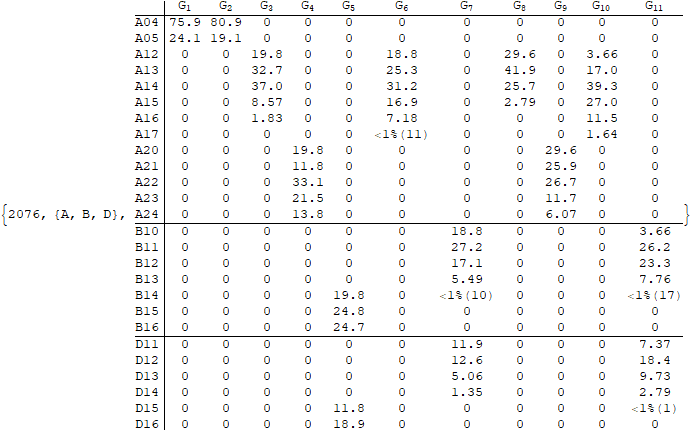 G1 G2 G3 G4 G5 G6 G7 G8 G9 G10 G11
A04 75.9 80.9 0 0 0 0 0 0 0 0 0
A05 24.1 19.1 0 0 0 0 0 0 0 0 0
A12 0 0 19.8 0 0 18.8 0 29.6 0 3.66 0
A13 0 0 32.7 0 0 25.3 0 41.9 0 17.0 0
A14 0 0 37.0 0 0 31.2 0 25.7 0 39.3 0
A15 0 0 8.57 0 0 16.9 0 2.79 0 27.0 0
A16 0 0 1.83 0 0 7.18 0 0 0 11.5 0
A17 0 0 0 0 0 <1%(11) 0 0 0 1.64 0
A20 0 0 0 19.8 0 0 0 0 29.6 0 0
A21 0 0 0 11.8 0 0 0 0 25.9 0 0
A22 0 0 0 33.1 0 0 0 0 26.7 0 0
A23 0 0 0 21.5 0 0 0 0 11.7 0 0
{2076, {A, B, D}, A24 0 0 0 13.8 0 0 0 0 6.07 0 0 }
B10 0 0 0 0 0 0 18.8 0 0 0 3.66
B11 0 0 0 0 0 0 27.2 0 0 0 26.2
B12 0 0 0 0 0 0 17.1 0 0 0 23.3
B13 0 0 0 0 0 0 5.49 0 0 0 7.76
B14 0 0 0 0 19.8 0 <1%(10) 0 0 0 <1%(17)
B15 0 0 0 0 24.8 0 0 0 0 0 0
B16 0 0 0 0 24.7 0 0 0 0 0 0
D11 0 0 0 0 0 0 11.9 0 0 0 7.37
D12 0 0 0 0 0 0 12.6 0 0 0 18.4
D13 0 0 0 0 0 0 5.06 0 0 0 9.73
D14 0 0 0 0 0 0 1.35 0 0 0 2.79
D15 0 0 0 0 11.8 0 0 0 0 0 <1%(1)
D16 0 0 0 0 18.9 0 0 0 0 0 0